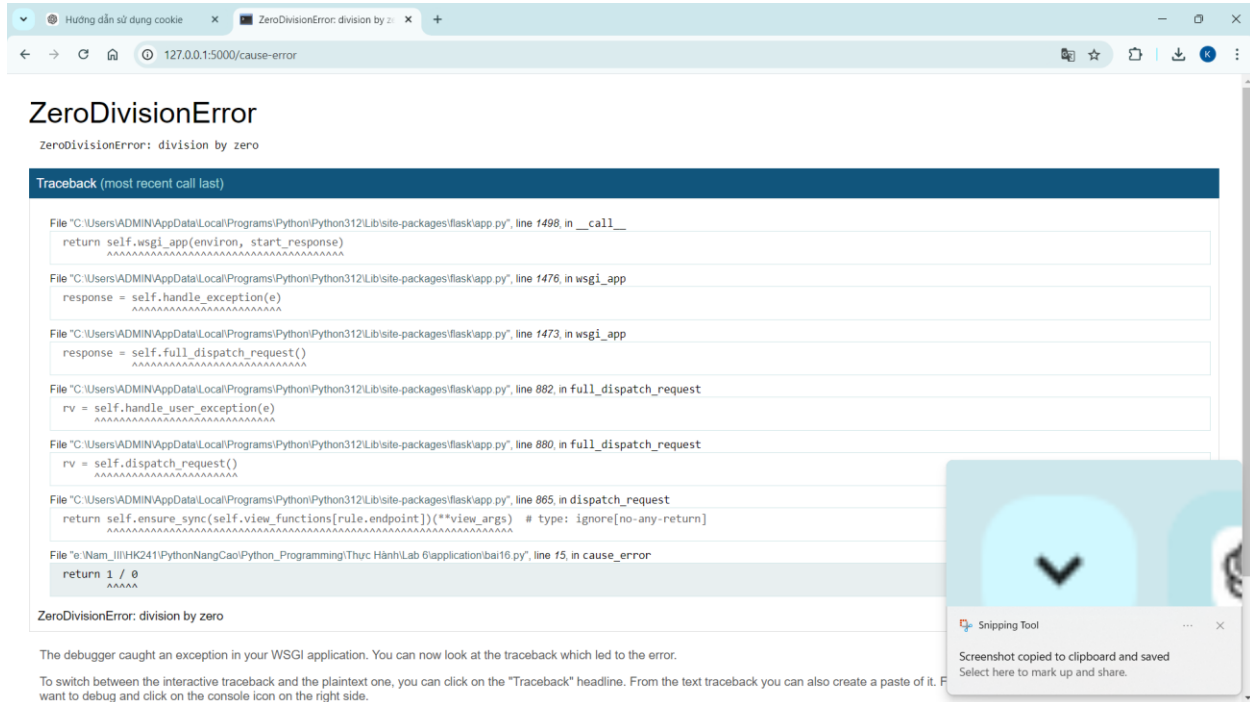 Hướng dẫn sử dụng cookie
ZeroDivisionError: division by ze
127.0.0.1:5000/cause-error
K
ZeroDivisionError
ZeroDivisionError: division by zero
Traceback (most recent call last)
File "C:\Users\ADMIN\AppData\Local\Programs\Python\Python312\Lib\site-packages\flask\app.py", line 1498, in __call__
return self.wsgi_app(environ, start_response)
^^^^^^^^^^^^^^^^^^^^^^^^^^^^^^^^^^^^^^
File "C:\Users\ADMIN\AppData\Local\Programs\Python\Python312\Lib\site-packages\flask\app.py", line 1476, in wsgi_app
response = self.handle_exception(e)
^^^^^^^^^^^^^^^^^^^^^^^^
File "C:\Users\ADMIN\AppData\Local\Programs\Python\Python312\Lib\site-packages\flask\app.py", line 1473, in wsgi_app
response = self.full_dispatch_request()
^^^^^^^^^^^^^^^^^^^^^^^^^^^^
File "C:\Users\ADMIN\AppData\Local\Programs\Python\Python312\Lib\site-packages\flask\app.py", line 882, in full_dispatch_request
rv = self.handle_user_exception(e)
^^^^^^^^^^^^^^^^^^^^^^^^^^^^^
File "C:\Users\ADMIN\AppData\Local\Programs\Python\Python312\Lib\site-packages\flask\app.py", line 880, in full_dispatch_request
rv = self.dispatch_request()
^^^^^^^^^^^^^^^^^^^^^^^
File "C:\Users\ADMIN\AppData\Local\Programs\Python\Python312\Lib\site-packages\flask\app.py", line 865, in dispatch_request
return self.ensure_sync(self.view_functions[rule.endpoint])(**view_args)  # type: ignore[no-any-return]
^^^^^^^^^^^^^^^^^^^^^^^^^^^^^^^^^^^^^^^^^^^^^^^^^^^^^^^^^^^^^^^^^
File "e:\Nam_III\HK241\PythonNangCao\Python_Programming\Thực Hành\Lab 6\application\bai16.py", line 15, in cause_error
return 1 / 0
^^^^^
ZeroDivisionError: division by zero
The debugger caught an exception in your WSGI application. You can now look at the traceback which led to the error.
To switch between the interactive traceback and the plaintext one, you can click on the "Traceback" headline. From the text traceback you can also create a paste of it. F
want to debug and click on the console icon on the right side.
Snipping Tool
Screenshot copied to clipboard and saved
Select here to mark up and share.